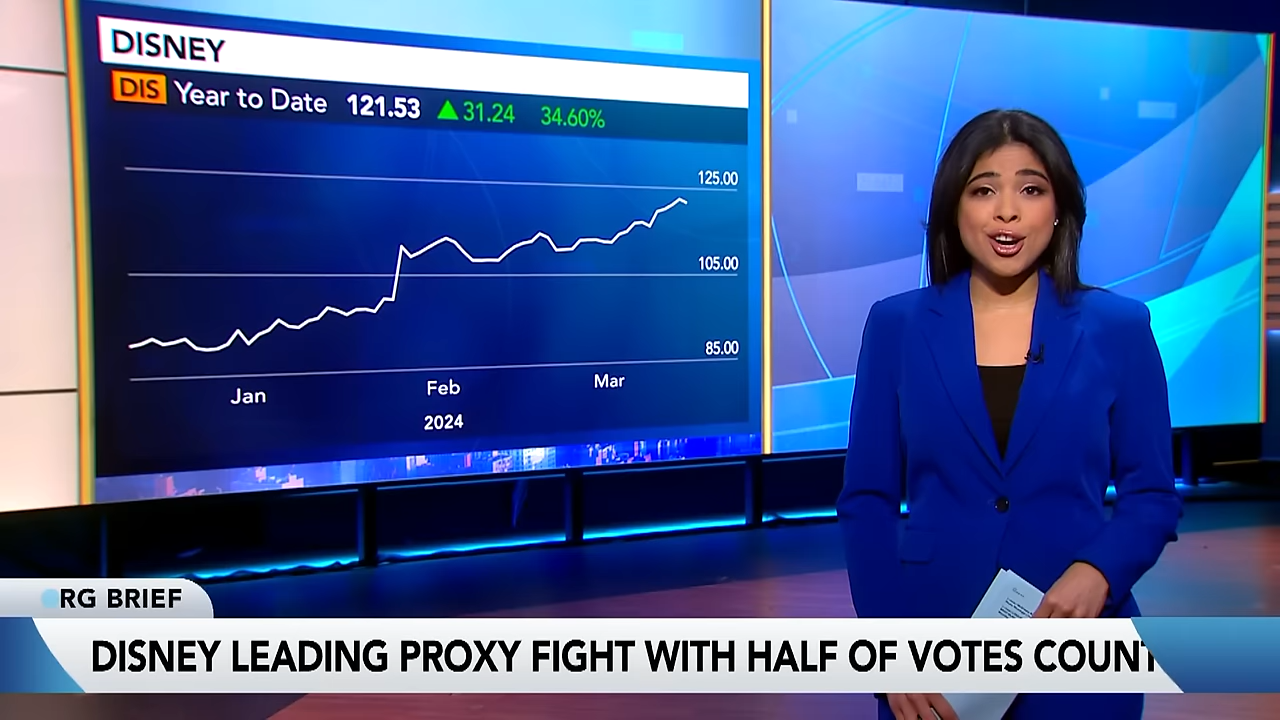 DISNEY
DIS Year to Date 121.53 ▲31.24 34.60%
125.00
105.00
85.00
Jan Feb Mar
2024
RG BRIEF
DISNEY LEADING PROXY FIGHT WITH HALF OF VOTES COUNT